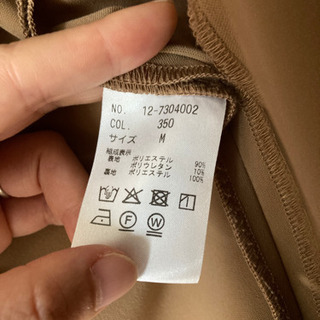 NO. 12-7304002
COL. 350
サイズ M
組成表示
表地 ポリエステル 90%
ポリウレタン 10%
裏地 ポリエステル 100%
F W